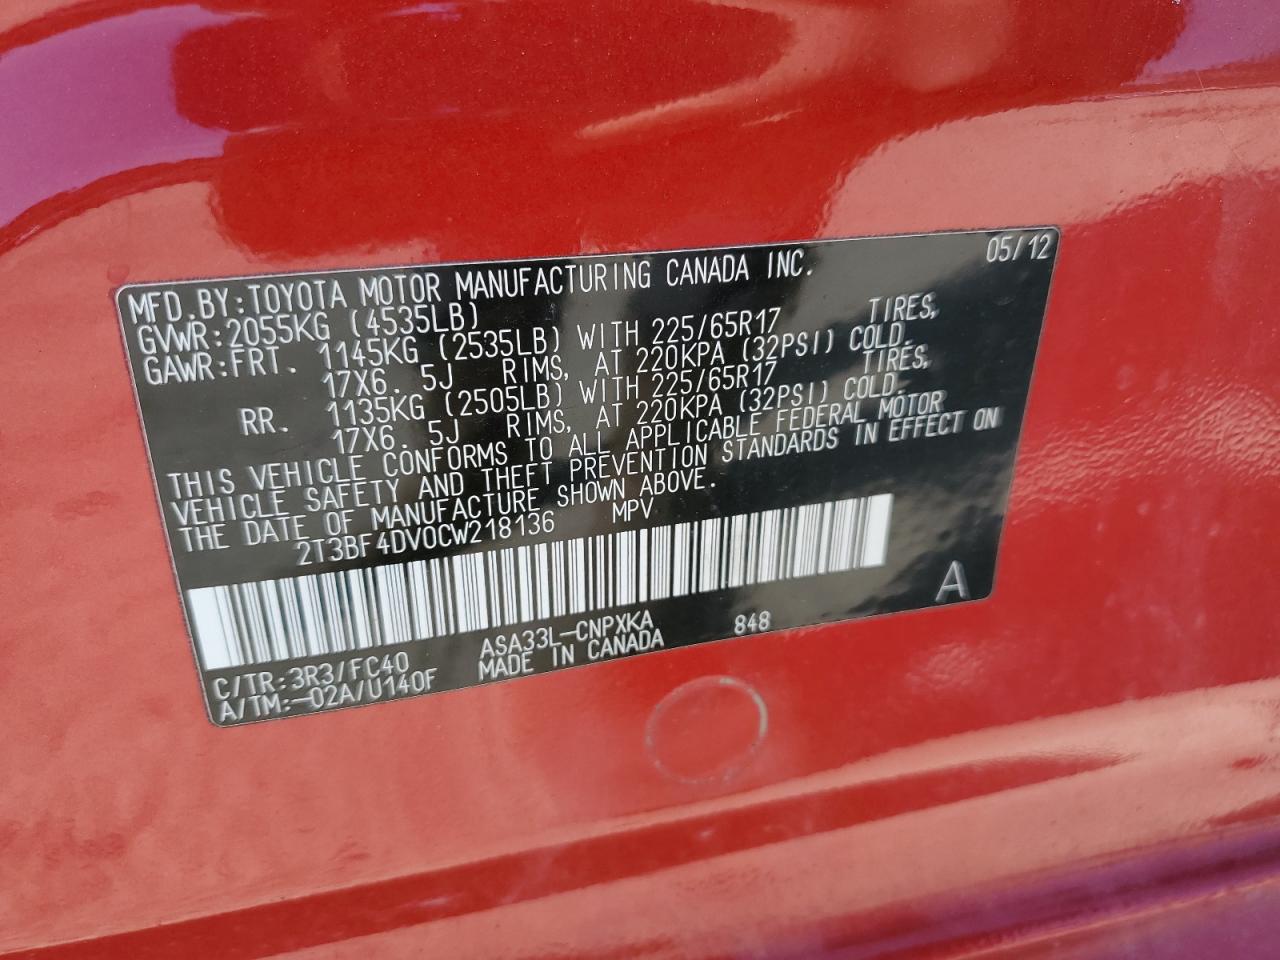 MFD.BY:TOYOTA MOTOR MANUFACTURING CANADA INC. 05/12
GVWR:2055KG (4535LB)
GAWR:FRT. 1145KG (2535LB) WITH 225/65R17 TIRES,
17X6. 5J RIMS, AT 220KPA (32PSI) COLD.
RR. 1135KG (2505LB) WITH 225/65R17 TIRES,
17X6. 5J RIMS, AT 220KPA (32PSI) COLD.
THIS VEHICLE CONFORMS TO ALL APPLICABLE FEDERAL MOTOR
VEHICLE SAFETY AND THEFT PREVENTION STANDARDS IN EFFECT ON
THE DATE OF MANUFACTURE SHOWN ABOVE.
2T3BF4DV0CW218136 MPV
A
C/TR:3R3/FC40 ASA33L-CNPXKA 848
A/TM:-02A/U140F MADE IN CANADA